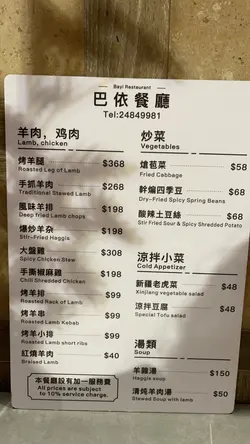 Bayi Restaurant
巴依餐廳
Tel:24849981
羊肉，鸡肉
Lamb, chicken
烤羊腿 $368
Roasted Leg of Lamb
手抓羊肉 $268
Traditional Stewed Lamb
風味羊排 $198
Deep fried Lamb chops
爆炒羊杂 $198
Stir-Fried Haggis
大盤雞 $308
Spicy Chicken Stew
手撕椒麻雞 $198
Chili Shredded Chicken
烤羊排 $99
Roasted Rack of Lamb
烤羊串 $99
Roasted Lamb Kebab
烤羊小排 $99
Roasted Lamb short ribs
紅燒羊肉 $40
Braised Lamb
本餐廳設有加一服務費
All prices are subject
to 10% service charge.
炒菜
Vegetables
熗苞菜 $58
Fried Cabbage
幹煸四季豆 $68
Dry-Fried Spicy Spring Beans
酸辣土豆絲 $68
Stir Fried Sour & Spicy Shredded Potato
涼拌小菜
Cold Appetizer
新疆老虎菜 $48
Xinjiang vegetable salad
涼拌豆腐 $48
Special Tofu salad
湯類
Soup
羊雜湯 $150
Haggis soup
清炖羊肉湯 $50
Stewed Soup with lamb